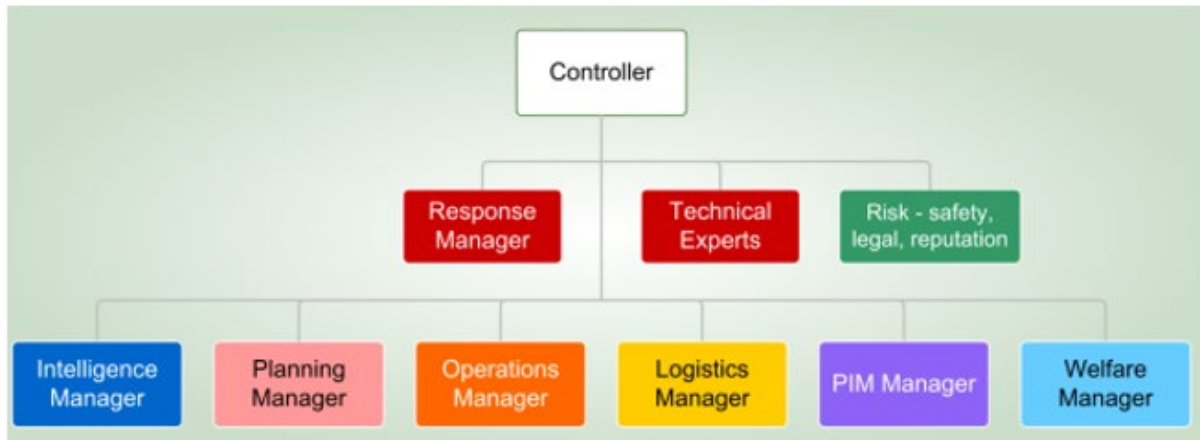 Controller
Response
Manager
Technical
Experts
Risk - safety,
legal, reputation
Intelligence
Manager
Planning
Manager
Operations
Manager
Logistics
Manager
PIM Manager
Welfare
Manager